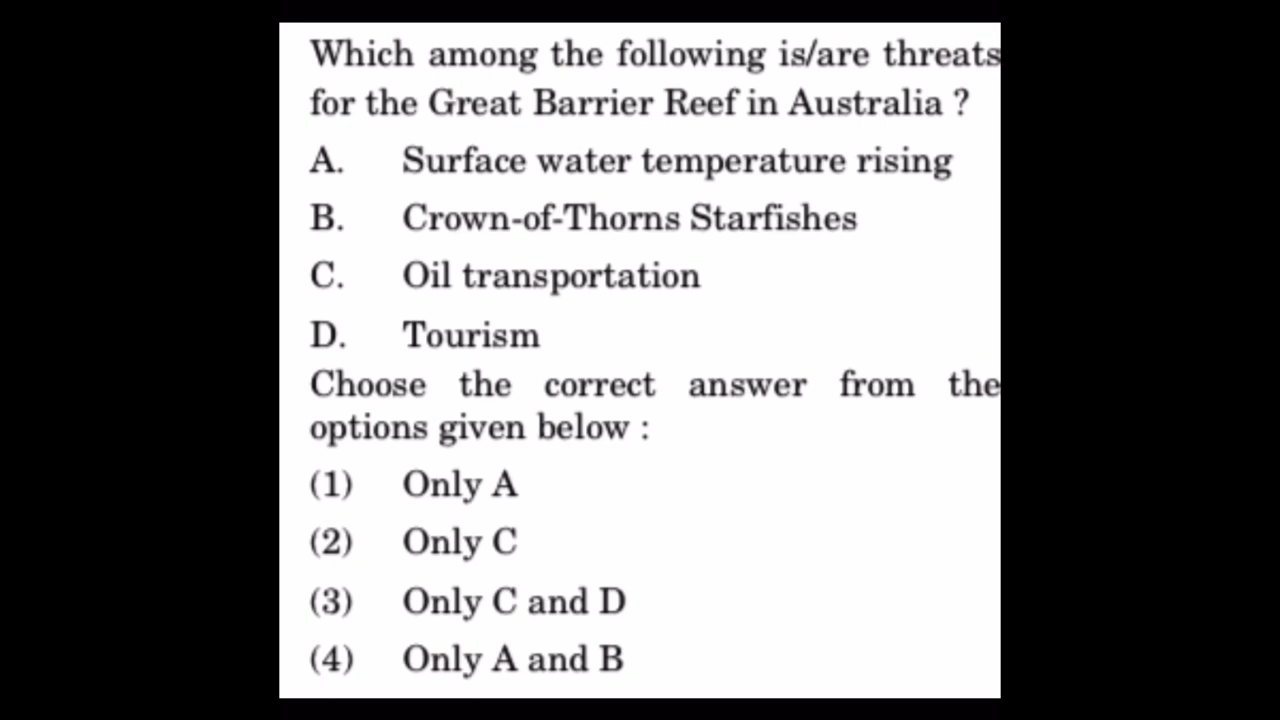 Which among the following is/are threats
for the Great Barrier Reef in Australia ?
A. Surface water temperature rising
B. Crown-of-Thorns Starfishes
C. Oil transportation
D. Tourism
Choose the correct answer from the
options given below :
(1) Only A
(2) Only C
(3) Only C and D
(4) Only A and B